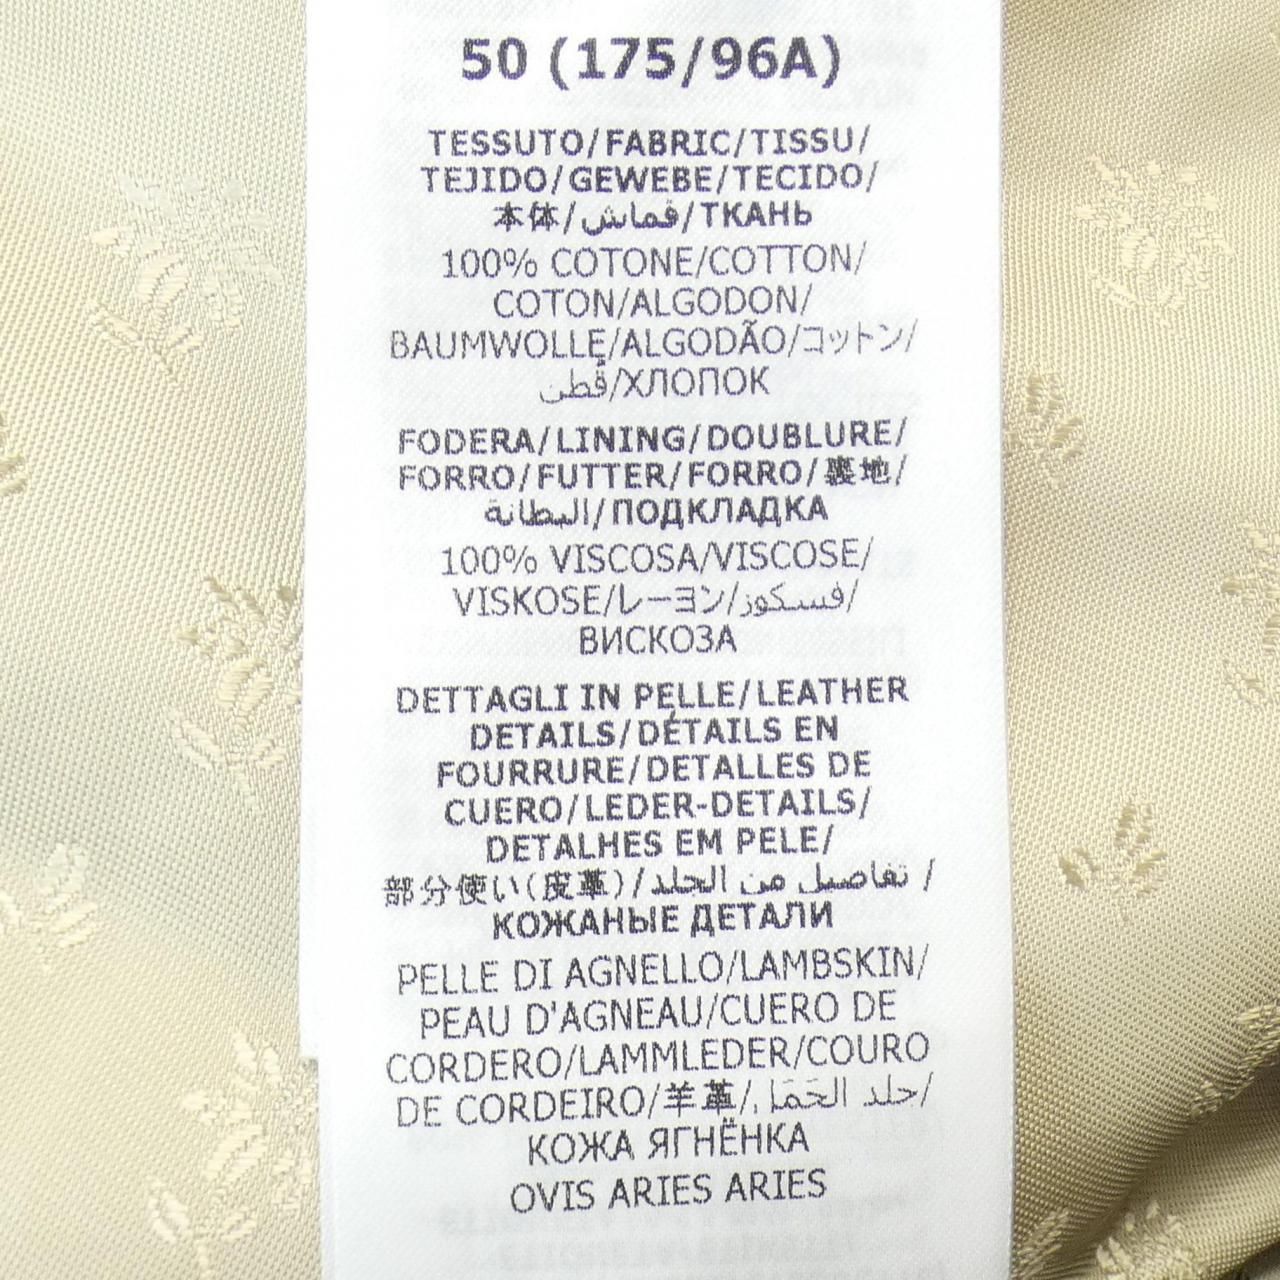 50 (175/96A)
TESSUTO/FABRIC/TISSU/
TEJIDO/GEWEBE/TECIDO/
本体/قماش/ТКАНЬ
100% COTONE/COTTON/
COTON/ALGODON/
BAUMWOLLE/ALGODÃO/コットン/
قُطن/ХЛОПОК
FODERA/LINING/DOUBLURE/
FORRO/FUTTER/FORRO/裏地/
البطانة/ПОДКЛАДКА
100% VISCOSA/VISCOSE/
VISKOSE/レーヨン/فسكوز/
ВИСКОЗА
DETTAGLI IN PELLE/LEATHER
DETAILS/DÉTAILS EN
FOURRURE/DETALLES DE
CUERO/LEDER-DETAILS/
DETALHES EM PELE/
部分使い(皮革)/تفاصيل من الجلد /
КОЖАНЫЕ ДЕТАЛИ
PELLE DI AGNELLO/LAMBSKIN/
PEAU D'AGNEAU/CUERO DE
CORDERO/LAMMLEDER/COURO
DE CORDEIRO/羊革/جلد الحَمَل/
КОЖА ЯГНЁНКА
OVIS ARIES ARIES